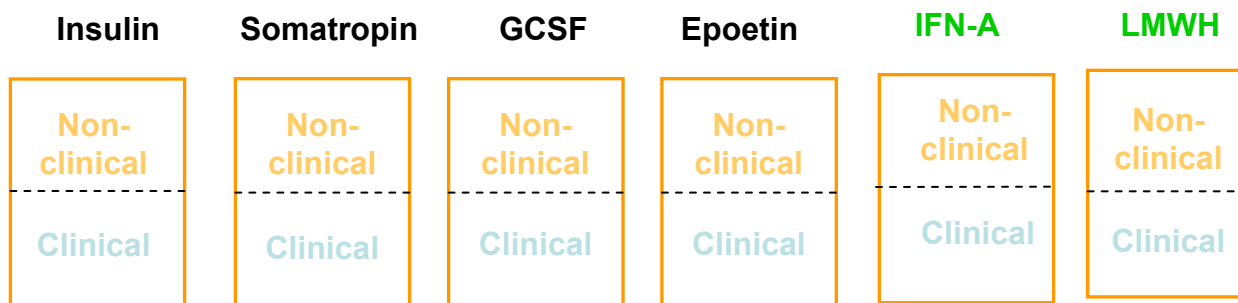 Insulin Somatropin GCSF Epoetin IFN-A LMWH
Non- Non- Non- Non- Non- Non-
clinical clinical clinical clinical clinical clinical
Clinical Clinical Clinical Clinical Clinical Clinical